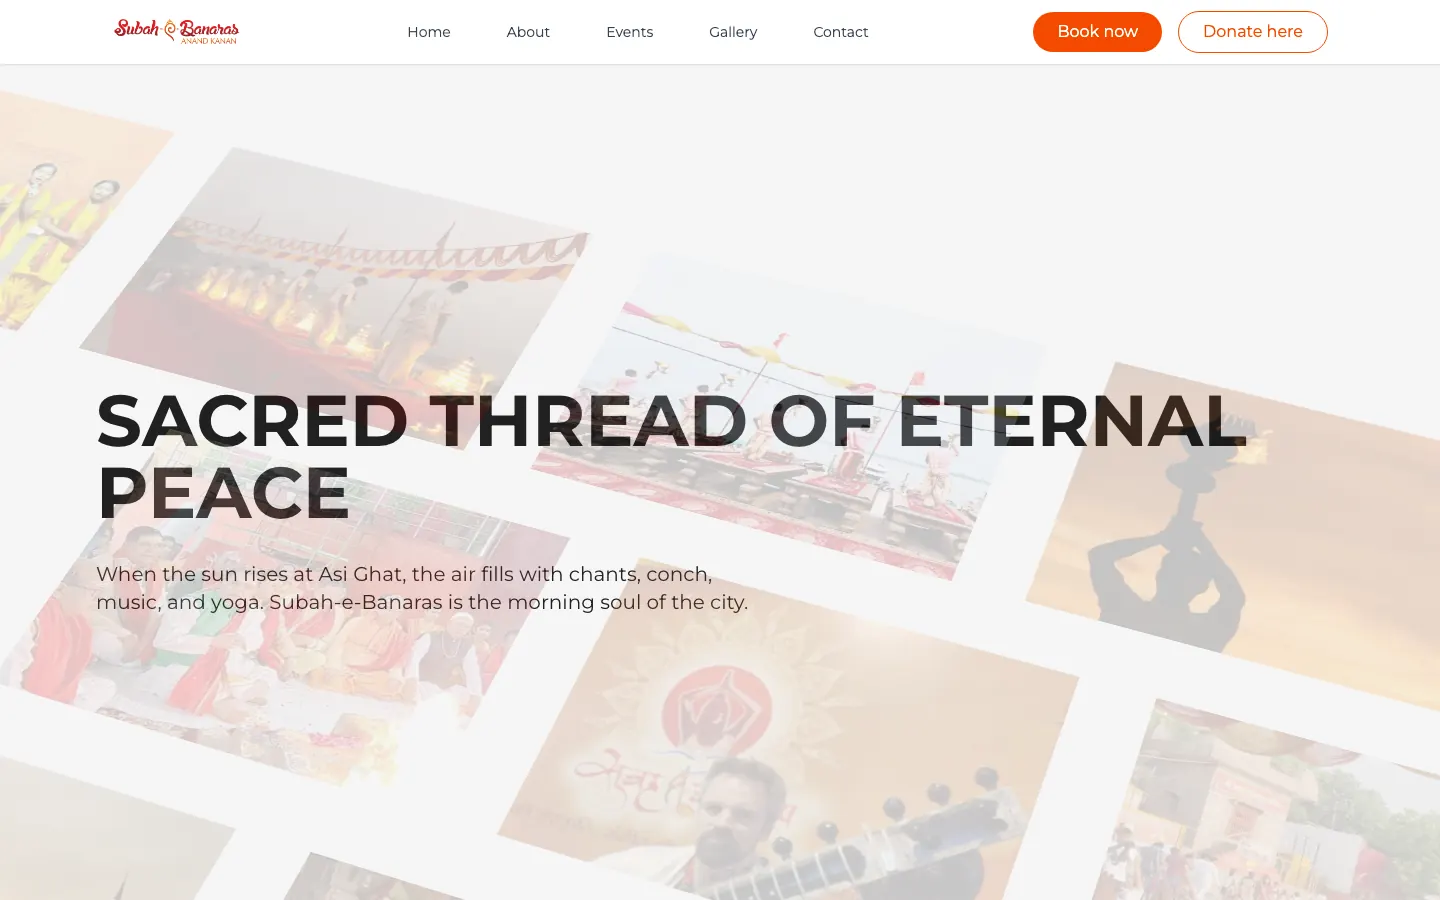 Subah e Banaras
ANAND KANAN
Home
About
Events
Gallery
Contact
Book now
Donate here
SACRED THREAD OF ETERNAL
PEACE
When the sun rises at Asi Ghat, the air fills with chants, conch,
music, and yoga. Subah-e-Banaras is the morning soul of the city.